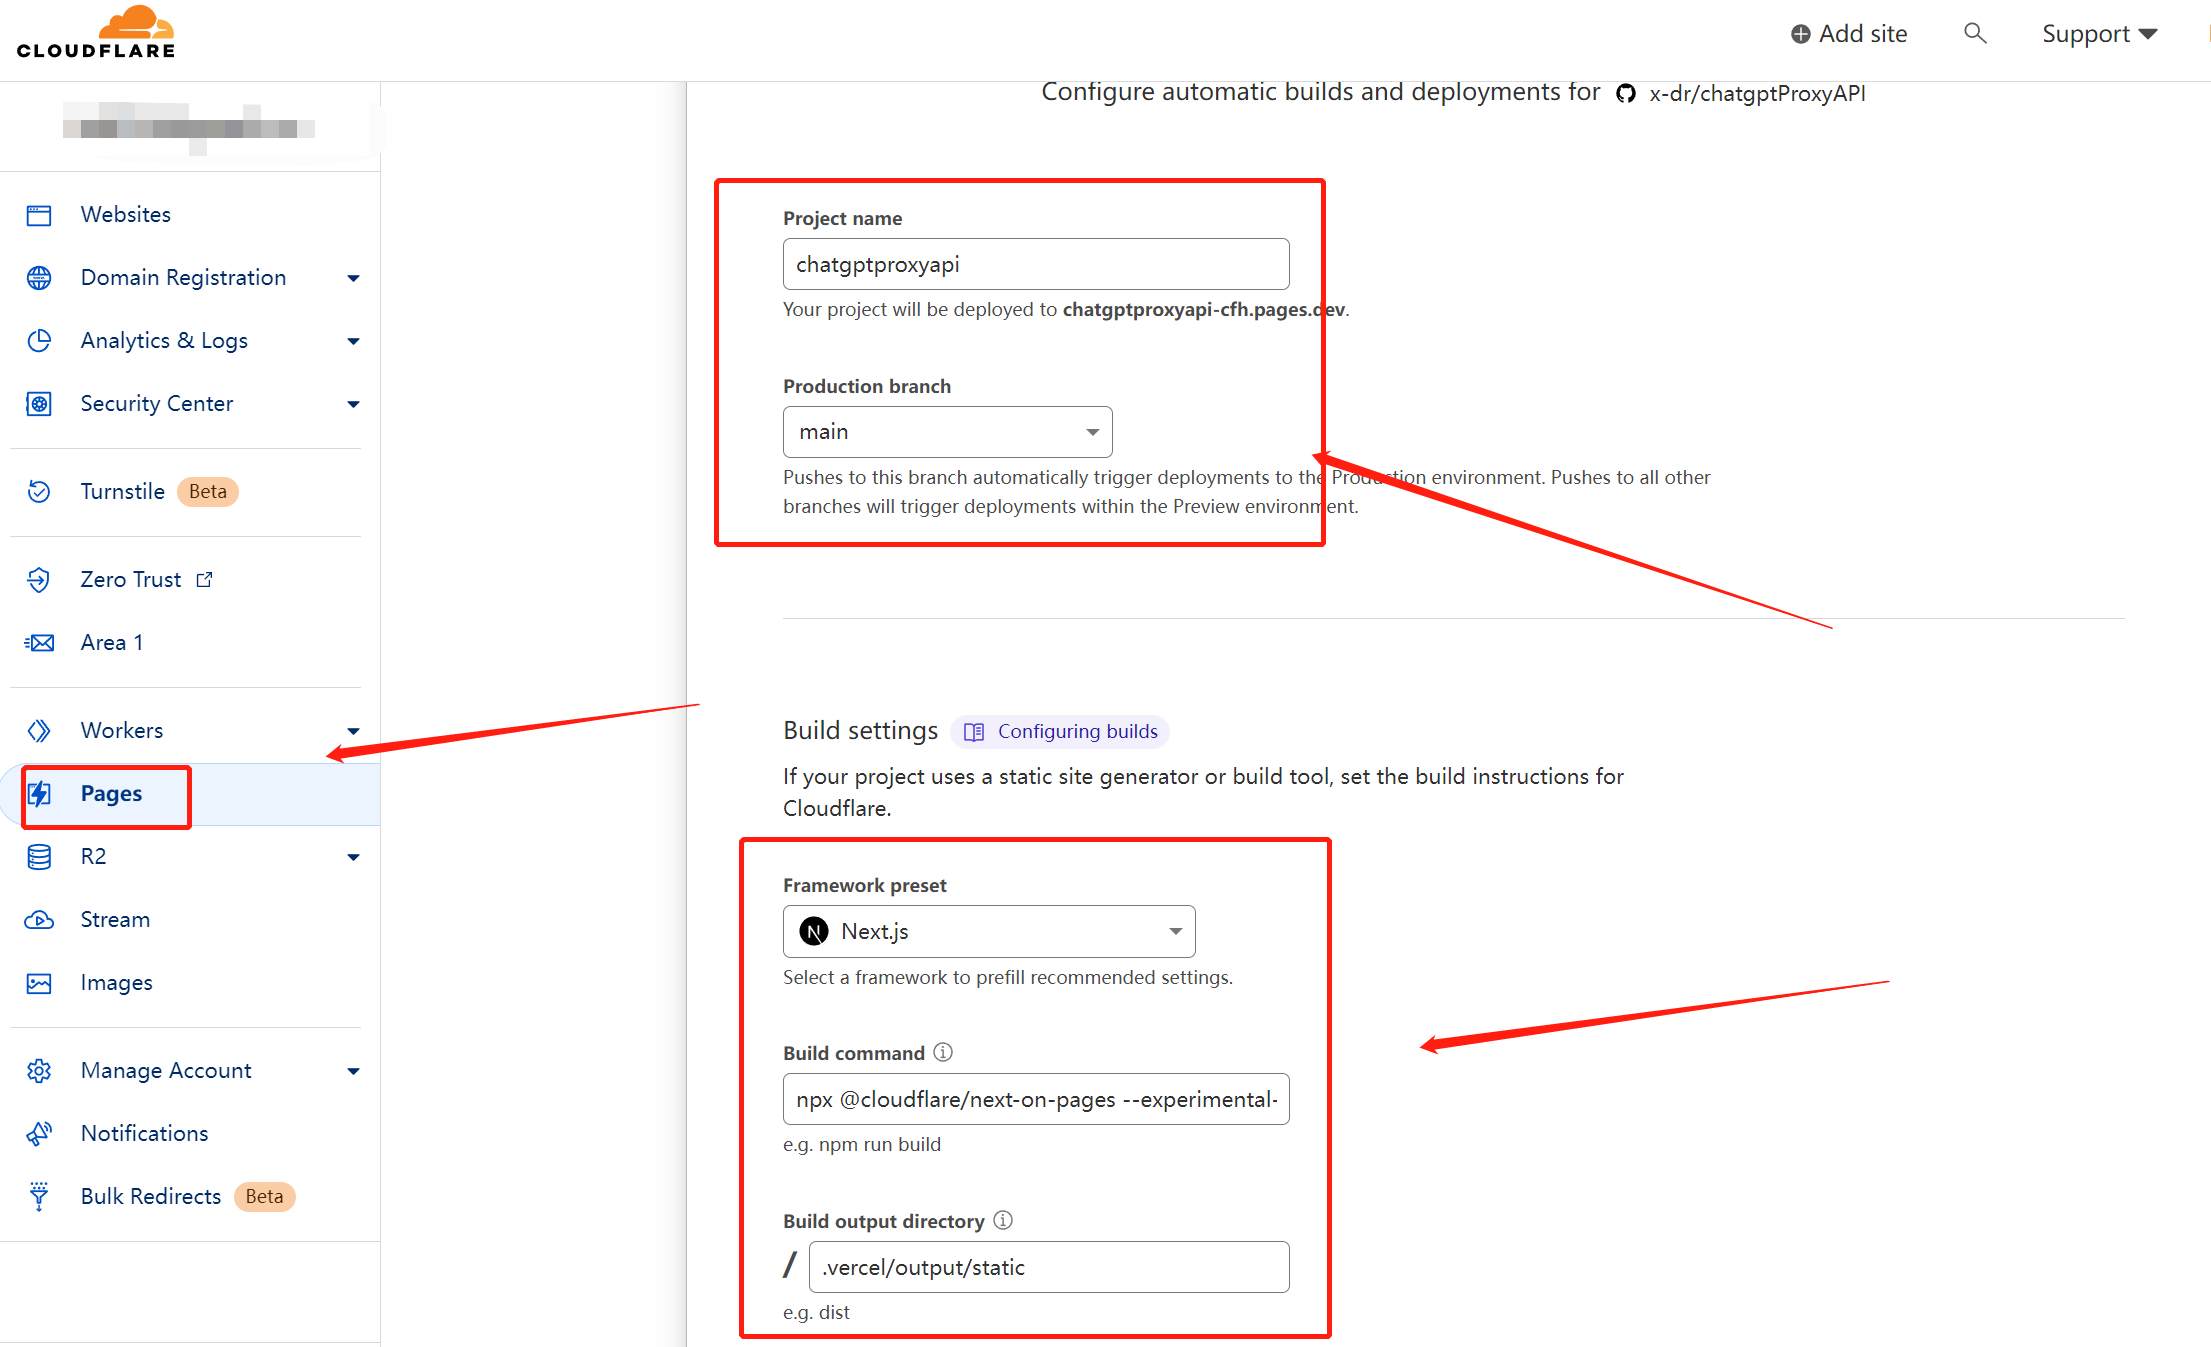 CLOUDFLARE
Add site
Support
Websites
Domain Registration
Analytics & Logs
Security Center
Turnstile Beta
Zero Trust
Area 1
Workers
Pages
R2
Stream
Images
Manage Account
Notifications
Bulk Redirects Beta
Configure automatic builds and deployments for x-dr/chatgptProxyAPI
Project name
chatgptproxyapi
Your project will be deployed to chatgptproxyapi-cfh.pages.dev.
Production branch
main
Pushes to this branch automatically trigger deployments to the Production environment. Pushes to all other
branches will trigger deployments within the Preview environment.
Build settings Configuring builds
If your project uses a static site generator or build tool, set the build instructions for
Cloudflare.
Framework preset
N Next.js
Select a framework to prefill recommended settings.
Build command
npx @cloudflare/next-on-pages --experimental-
e.g. npm run build
Build output directory
/ .vercel/output/static
e.g. dist